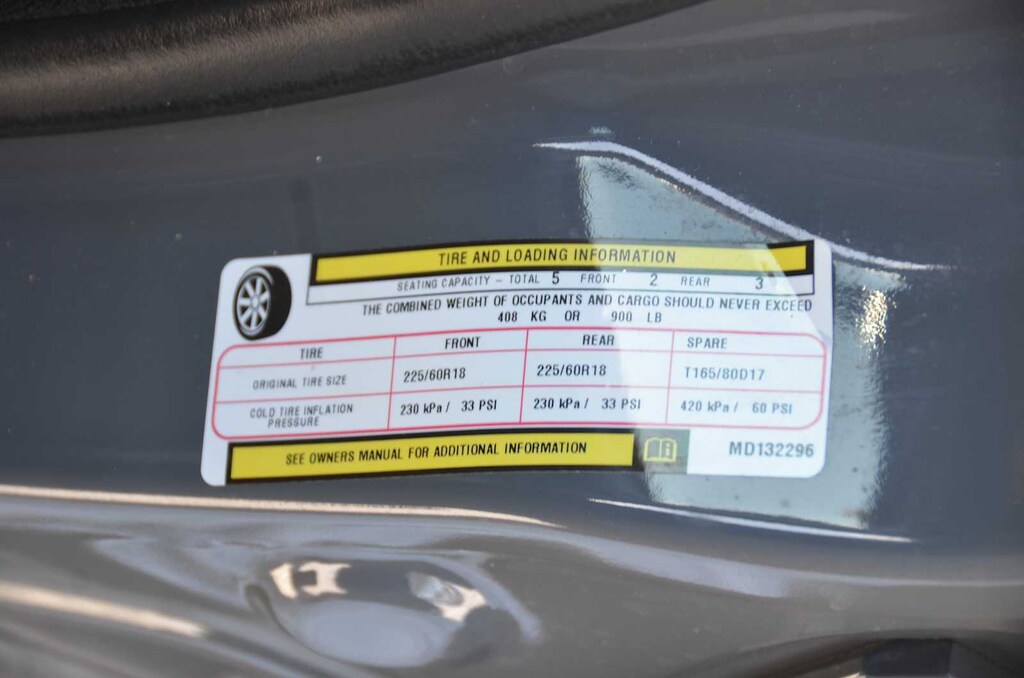 TIRE AND LOADING INFORMATION
SEATING CAPACITY - TOTAL 5 FRONT 2 REAR 3
THE COMBINED WEIGHT OF OCCUPANTS AND CARGO SHOULD NEVER EXCEED
408 KG OR 900 LB
TIRE FRONT REAR SPARE
ORIGINAL TIRE SIZE 225/60R18 225/60R18 T165/80D17
COLD TIRE INFLATION PRESSURE 230 kPa / 33 PSI 230 kPa / 33 PSI 420 kPa / 60 PSI
SEE OWNERS MANUAL FOR ADDITIONAL INFORMATION
MD132296